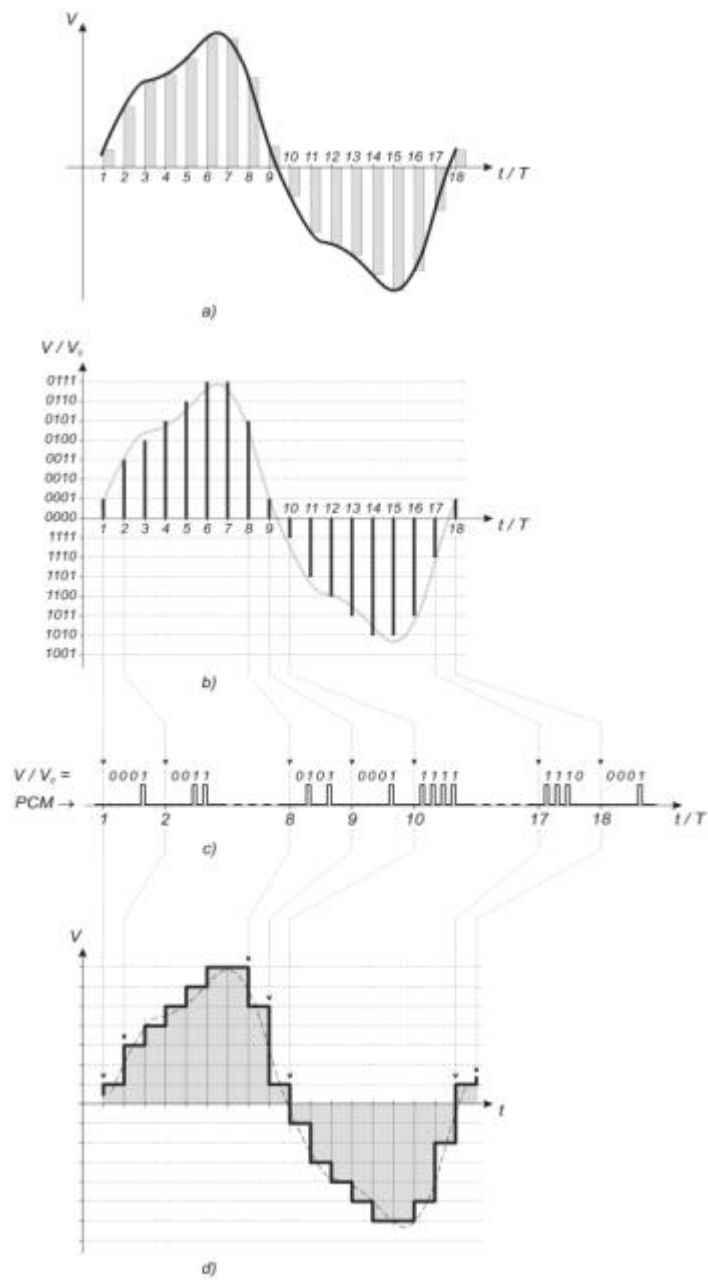 V
10 11 12 13 14 15 16 17
1 2 3 4 5 6 7 8 9 18 t / T
a)
V / V₀
0111
0110
0101
0100
0011
0010
0001
10 11 12 13 14 15 16 17
0000
1 2 3 4 5 6 7 8 9 18 t / T
1111
1110
1101
1100
1011
1010
1001
b)
V / V₀ = 0001 0011 0101 0001 1111 1110 0001
PCM →
1 2 8 9 10 17 18 t / T
c)
V
t
d)